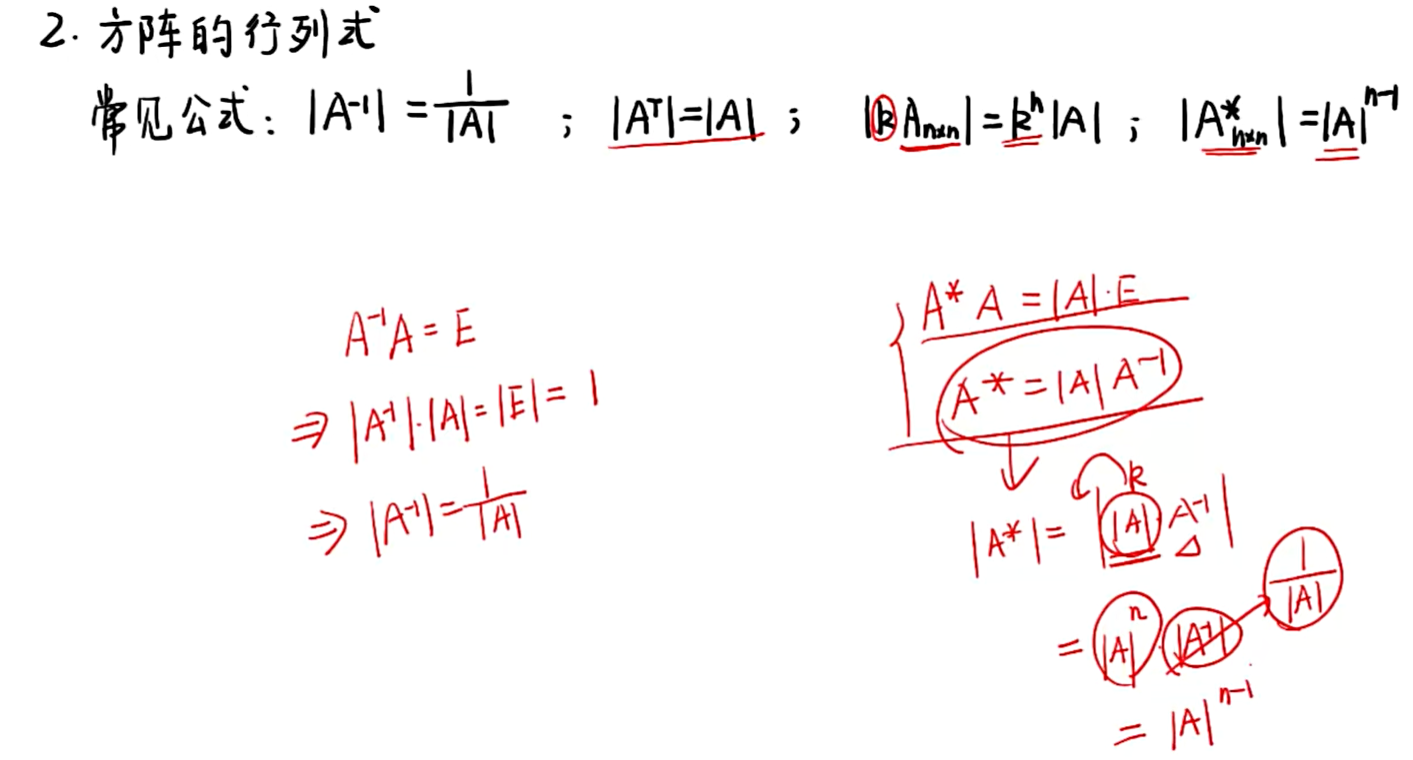 2. 方阵的行列式
常见公式: |A⁻¹| = 1/|A| ; |Aᵀ|=|A| ; |kAₙₓₙ| = kⁿ|A| ; |A*ₙₓₙ| = |A|ⁿ⁻¹
A⁻¹A = E
⇒ |A⁻¹|·|A| = |E| = 1
⇒ |A⁻¹| = 1/|A|
A*A = |A|·E
A* = |A|A⁻¹
k
|A*| = ||A|·A⁻¹|
Δ
= |A|ⁿ·|A⁻¹| 1/|A|
= |A|ⁿ⁻¹